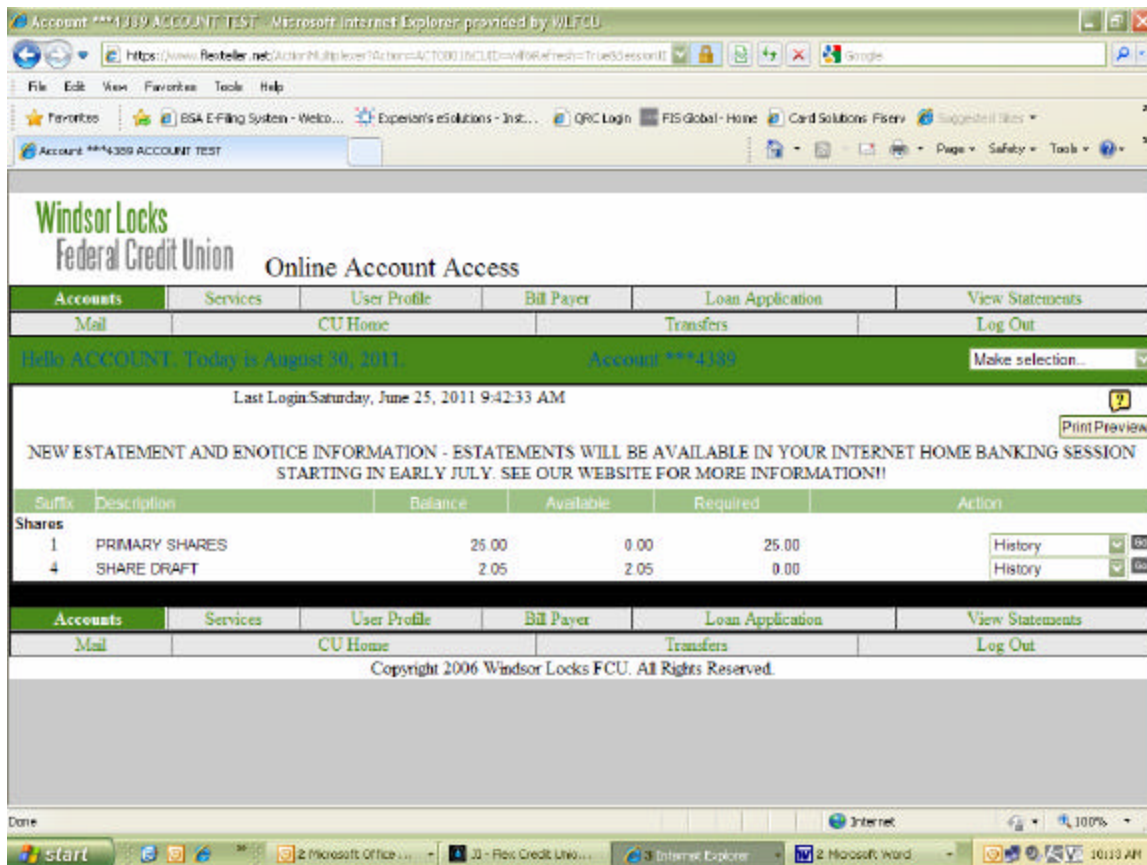 Account ***4389 ACCOUNT TEST - Microsoft Internet Explorer provided by WLFCU
Google
File Edit View Favorites Tools Help
Favorites BSA E-Filing System - Welco... Experian's eSolutions - Inst... QRC Login FIS Global - Home Card Solutions Fiserv Suggested Sites
Account ***4389 ACCOUNT TEST Page Safety Tools
Windsor Locks
Federal Credit Union Online Account Access
Accounts Services User Profile Bill Payer Loan Application View Statements
Mail CU Home Transfers Log Out
Hello ACCOUNT. Today is August 30, 2011. Account ***4389 Make selection...
Last Login:Saturday, June 25, 2011 9:42:33 AM
Print Preview
NEW ESTATEMENT AND ENOTICE INFORMATION - ESTATEMENTS WILL BE AVAILABLE IN YOUR INTERNET HOME BANKING SESSION
STARTING IN EARLY JULY. SEE OUR WEBSITE FOR MORE INFORMATION!!
Suffix Description Balance Available Required Action
Shares
1 PRIMARY SHARES 25.00 0.00 25.00 History Go
4 SHARE DRAFT 2.05 2.05 0.00 History Go
Accounts Services User Profile Bill Payer Loan Application View Statements
Mail CU Home Transfers Log Out
Copyright 2006 Windsor Locks FCU. All Rights Reserved.
Done Internet 100%
start 2 Microsoft Office ... - Flex Credit Unio... 3 Internet Explorer 2 Microsoft Word 10:13 AM